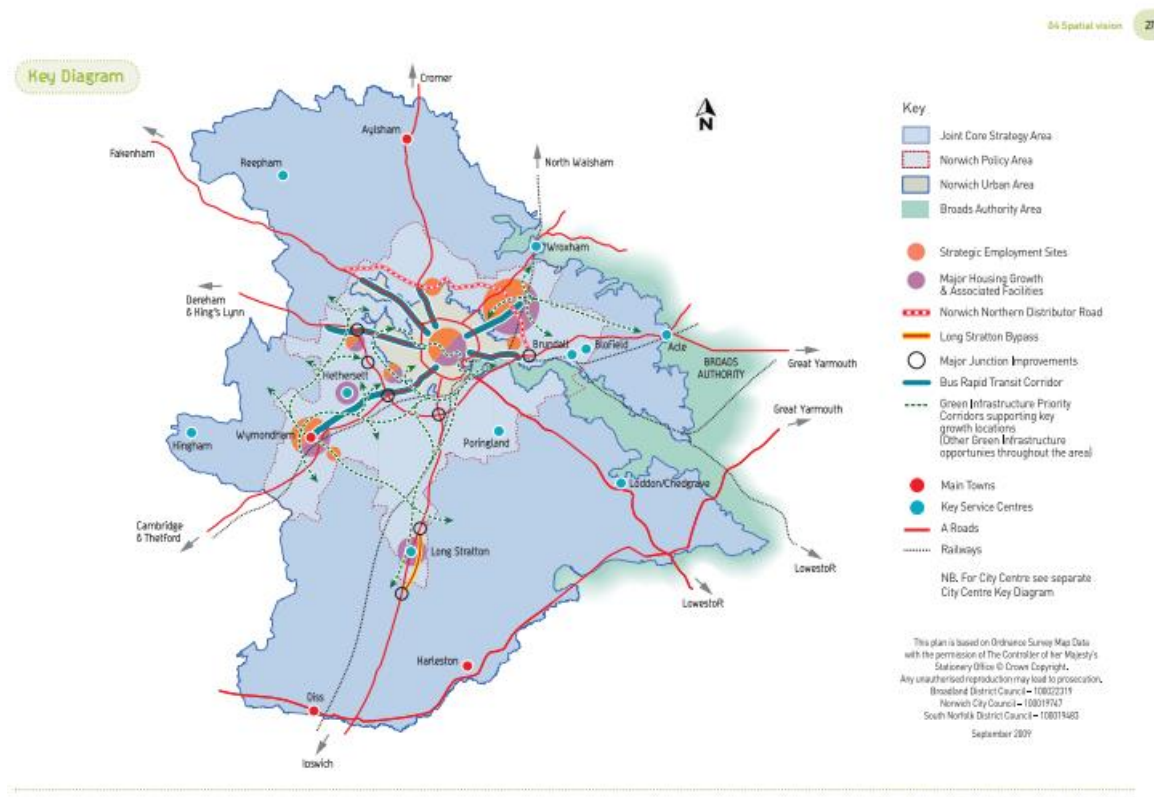 04 Spatial vision
27
Key Diagram
Cromer
Aylsham
Fakenham
Reepham
N
North Walsham
Wroxham
Dereham
& King's Lynn
Brundall
Blofield
Acle
BROADS
AUTHORITY
Great Yarmouth
Hethersett
Great Yarmouth
Wymondham
Hingham
Poringland
Loddon/Chedgrave
Cambridge
& Thetford
Long Stratton
Lowestoft
Lowestoft
Harleston
Diss
Ipswich
Key
Joint Core Strategy Area
Norwich Policy Area
Norwich Urban Area
Broads Authority Area
Strategic Employment Sites
Major Housing Growth
& Associated Facilities
Norwich Northern Distributor Road
Long Stratton Bypass
Major Junction Improvements
Bus Rapid Transit Corridor
Green Infrastructure Priority
Corridors supporting key
growth locations
(Other Green Infrastructure
opportunies throughout the area)
Main Towns
Key Service Centres
A Roads
Railways
NB. For City Centre see separate
City Centre Key Diagram
This plan is based on Ordnance Survey Map Data
with the permission of The Controller of her Majesty's
Stationery Office © Crown Copyright.
Any unauthorised reproduction may lead to prosecution.
Broadland District Council – 100022319
Norwich City Council – 100019747
South Norfolk District Council – 100019483
September 2009